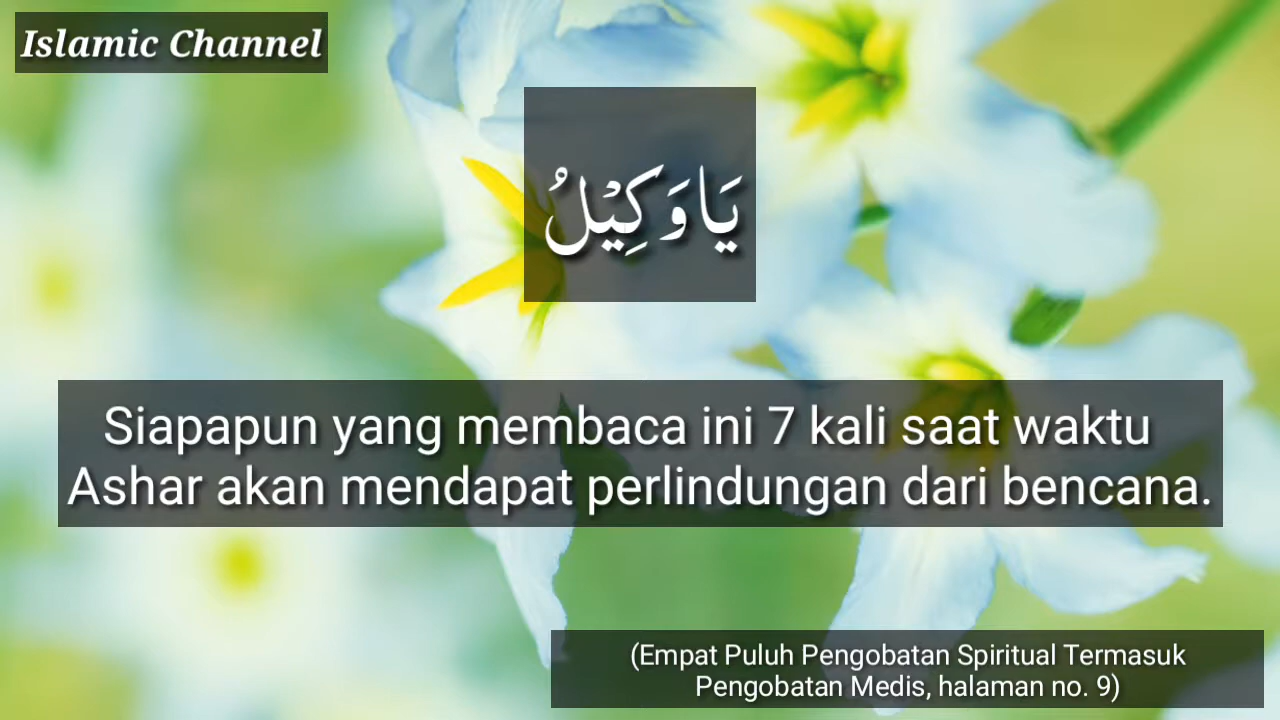 Islamic Channel
يَا وَكِيْلُ
Siapapun yang membaca ini 7 kali saat waktu
Ashar akan mendapat perlindungan dari bencana.
(Empat Puluh Pengobatan Spiritual Termasuk
Pengobatan Medis, halaman no. 9)